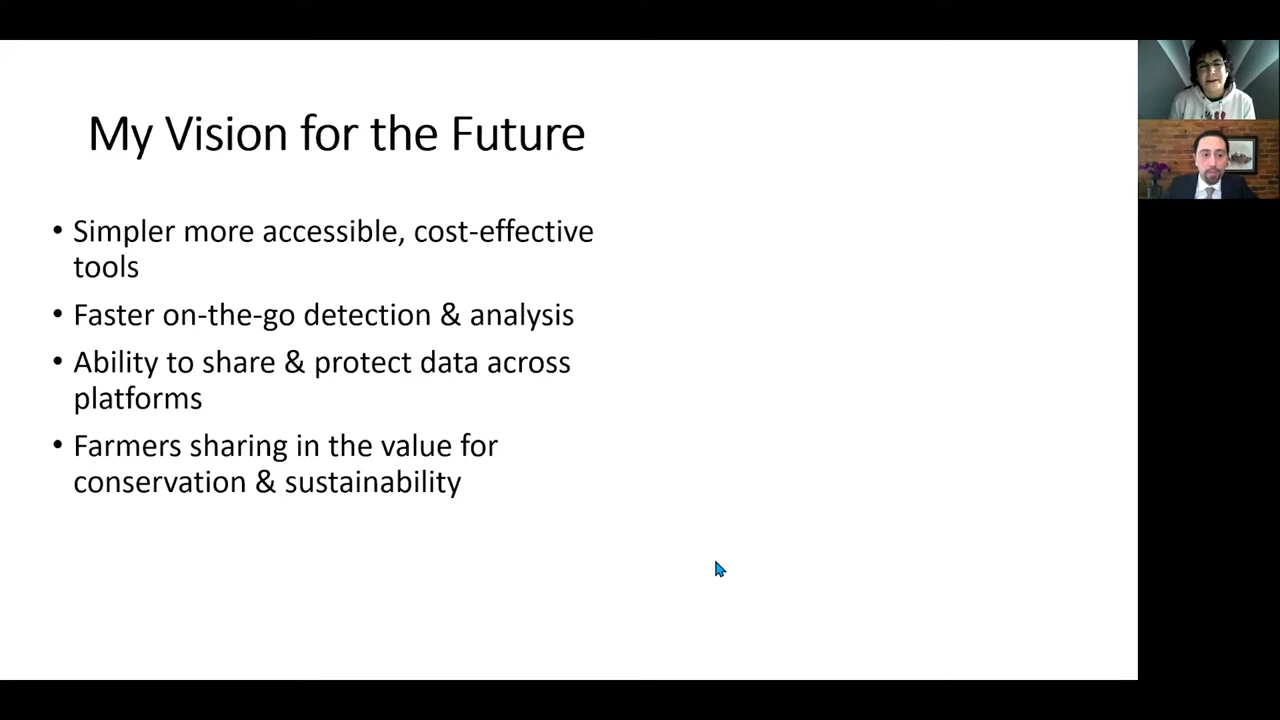 My Vision for the Future
• Simpler more accessible, cost-effective
tools
• Faster on-the-go detection & analysis
• Ability to share & protect data across
platforms
• Farmers sharing in the value for
conservation & sustainability